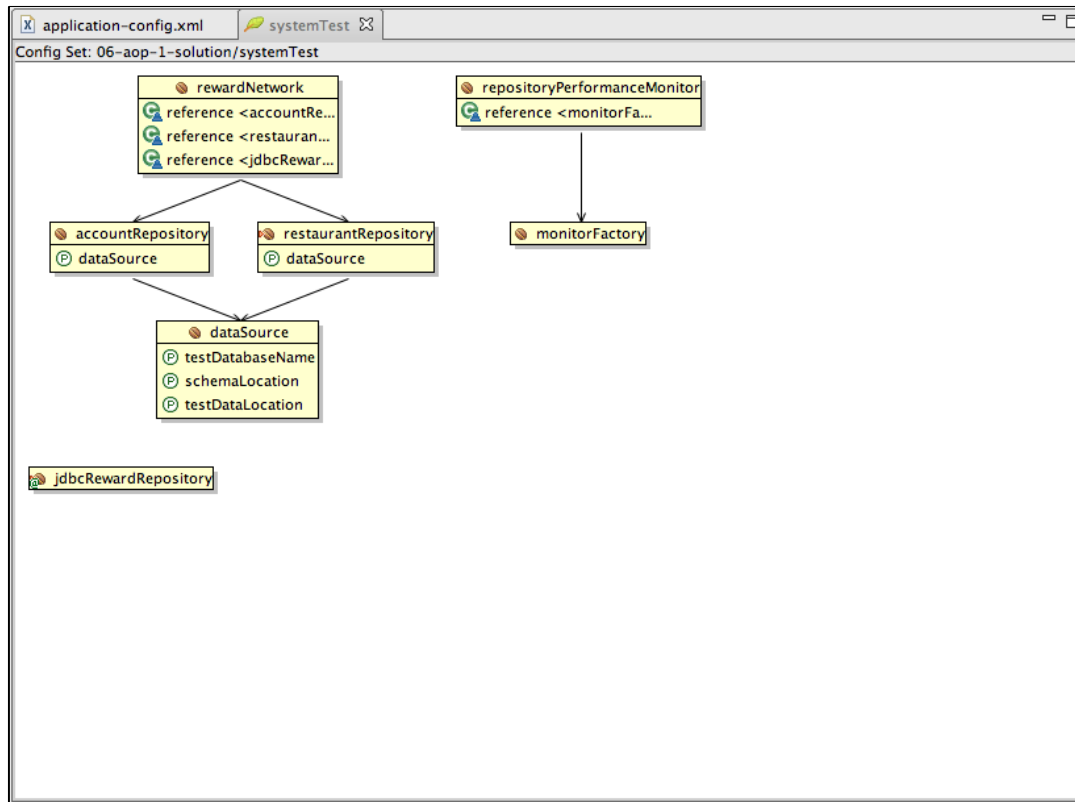 application-config.xml
systemTest
Config Set: 06-aop-1-solution/systemTest
rewardNetwork
reference <accountRe...
reference <restauran...
reference <jdbcRewar...
repositoryPerformanceMonitor
reference <monitorFa...
accountRepository
P dataSource
restaurantRepository
P dataSource
monitorFactory
dataSource
P testDatabaseName
P schemaLocation
P testDataLocation
jdbcRewardRepository